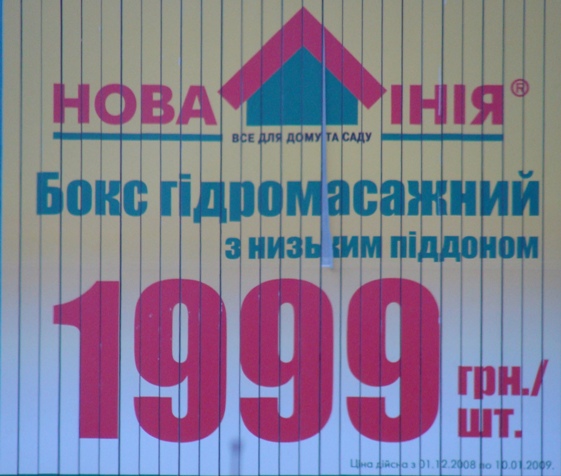 НОВА ЛІНІЯ®
ВСЕ ДЛЯ ДОМУ ТА САДУ
Бокс гідромасажний
з низьким піддоном
1999 грн./
шт.
Ціна дійсна з 01.12.2008 по 10.01.2009.